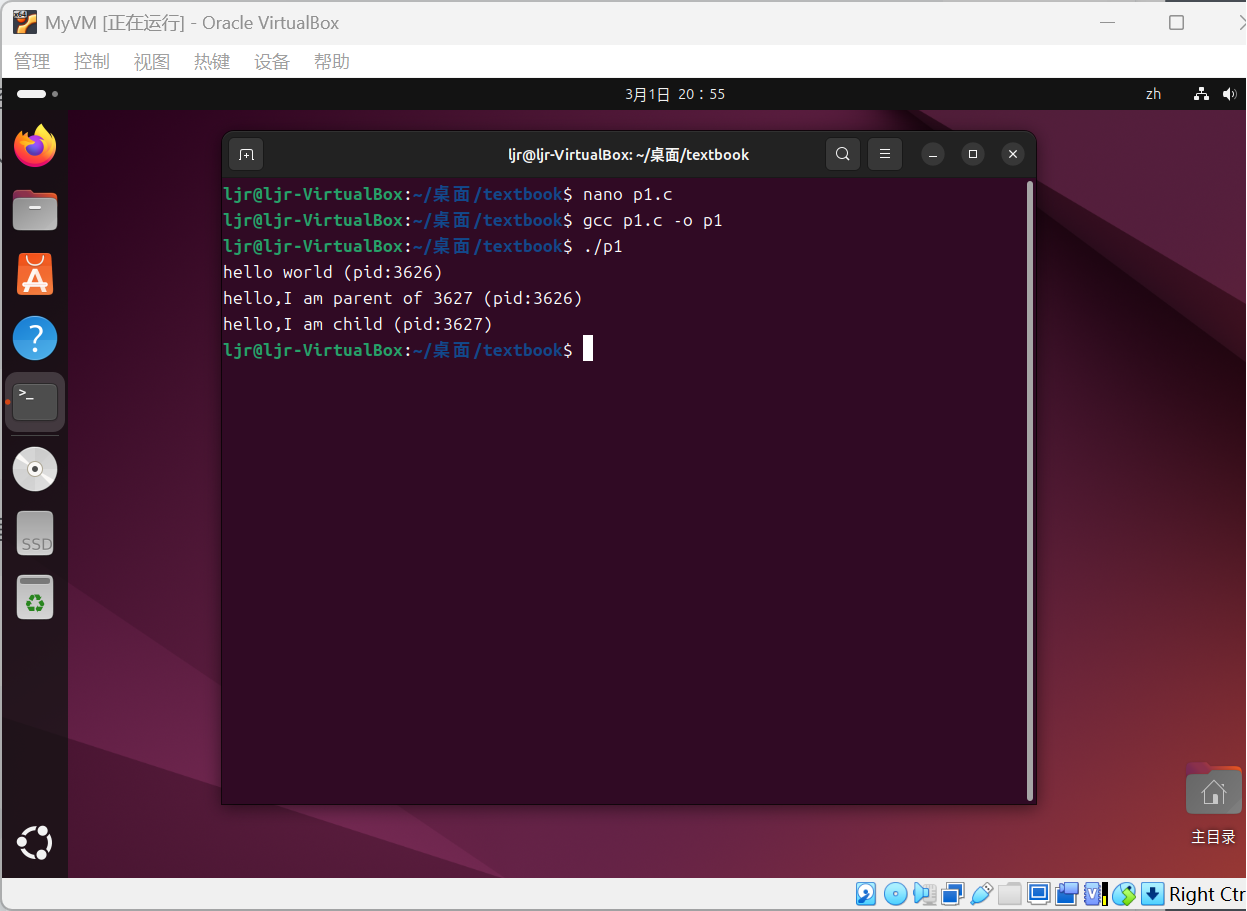 MyVM [正在运行] - Oracle VirtualBox
管理 控制 视图 热键 设备 帮助
3月1日 20：55
zh
ljr@ljr-VirtualBox: ~/桌面/textbook
ljr@ljr-VirtualBox:~/桌面/textbook$ nano p1.c
ljr@ljr-VirtualBox:~/桌面/textbook$ gcc p1.c -o p1
ljr@ljr-VirtualBox:~/桌面/textbook$ ./p1
hello world (pid:3626)
hello,I am parent of 3627 (pid:3626)
hello,I am child (pid:3627)
ljr@ljr-VirtualBox:~/桌面/textbook$
>_
SSD
主目录
Right Ctr